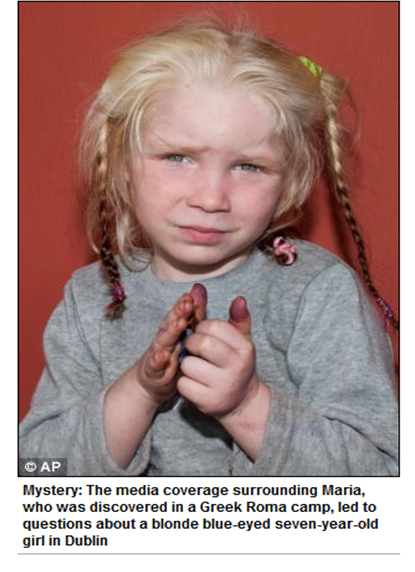 © AP
Mystery: The media coverage surrounding Maria,
who was discovered in a Greek Roma camp, led to
questions about a blonde blue-eyed seven-year-old
girl in Dublin